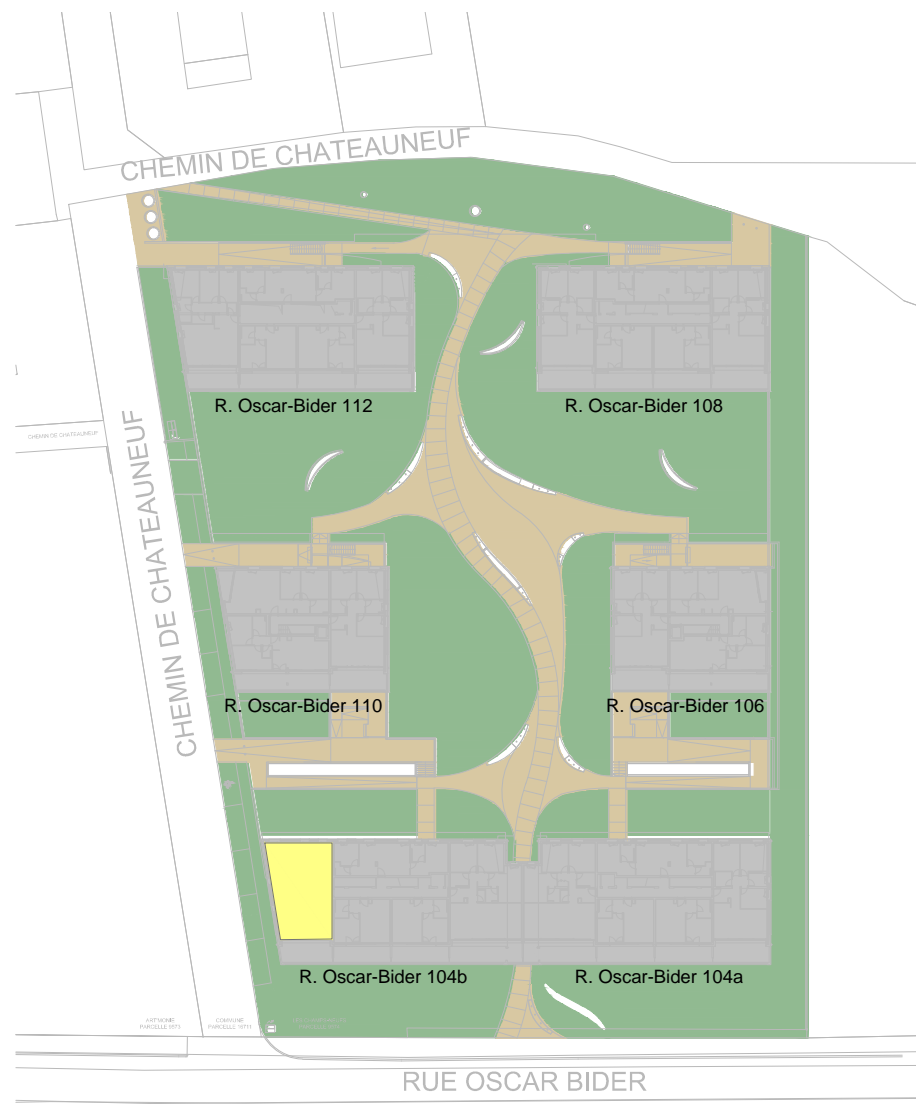 CHEMIN DE CHATEAUNEUF
R. Oscar-Bider 112
R. Oscar-Bider 108
CHEMIN DE CHATEAUNEUF
CHEMIN DE CHATEAUNEUF
R. Oscar-Bider 110
R. Oscar-Bider 106
R. Oscar-Bider 104b
R. Oscar-Bider 104a
COMMUNE
RUE OSCAR BIDER